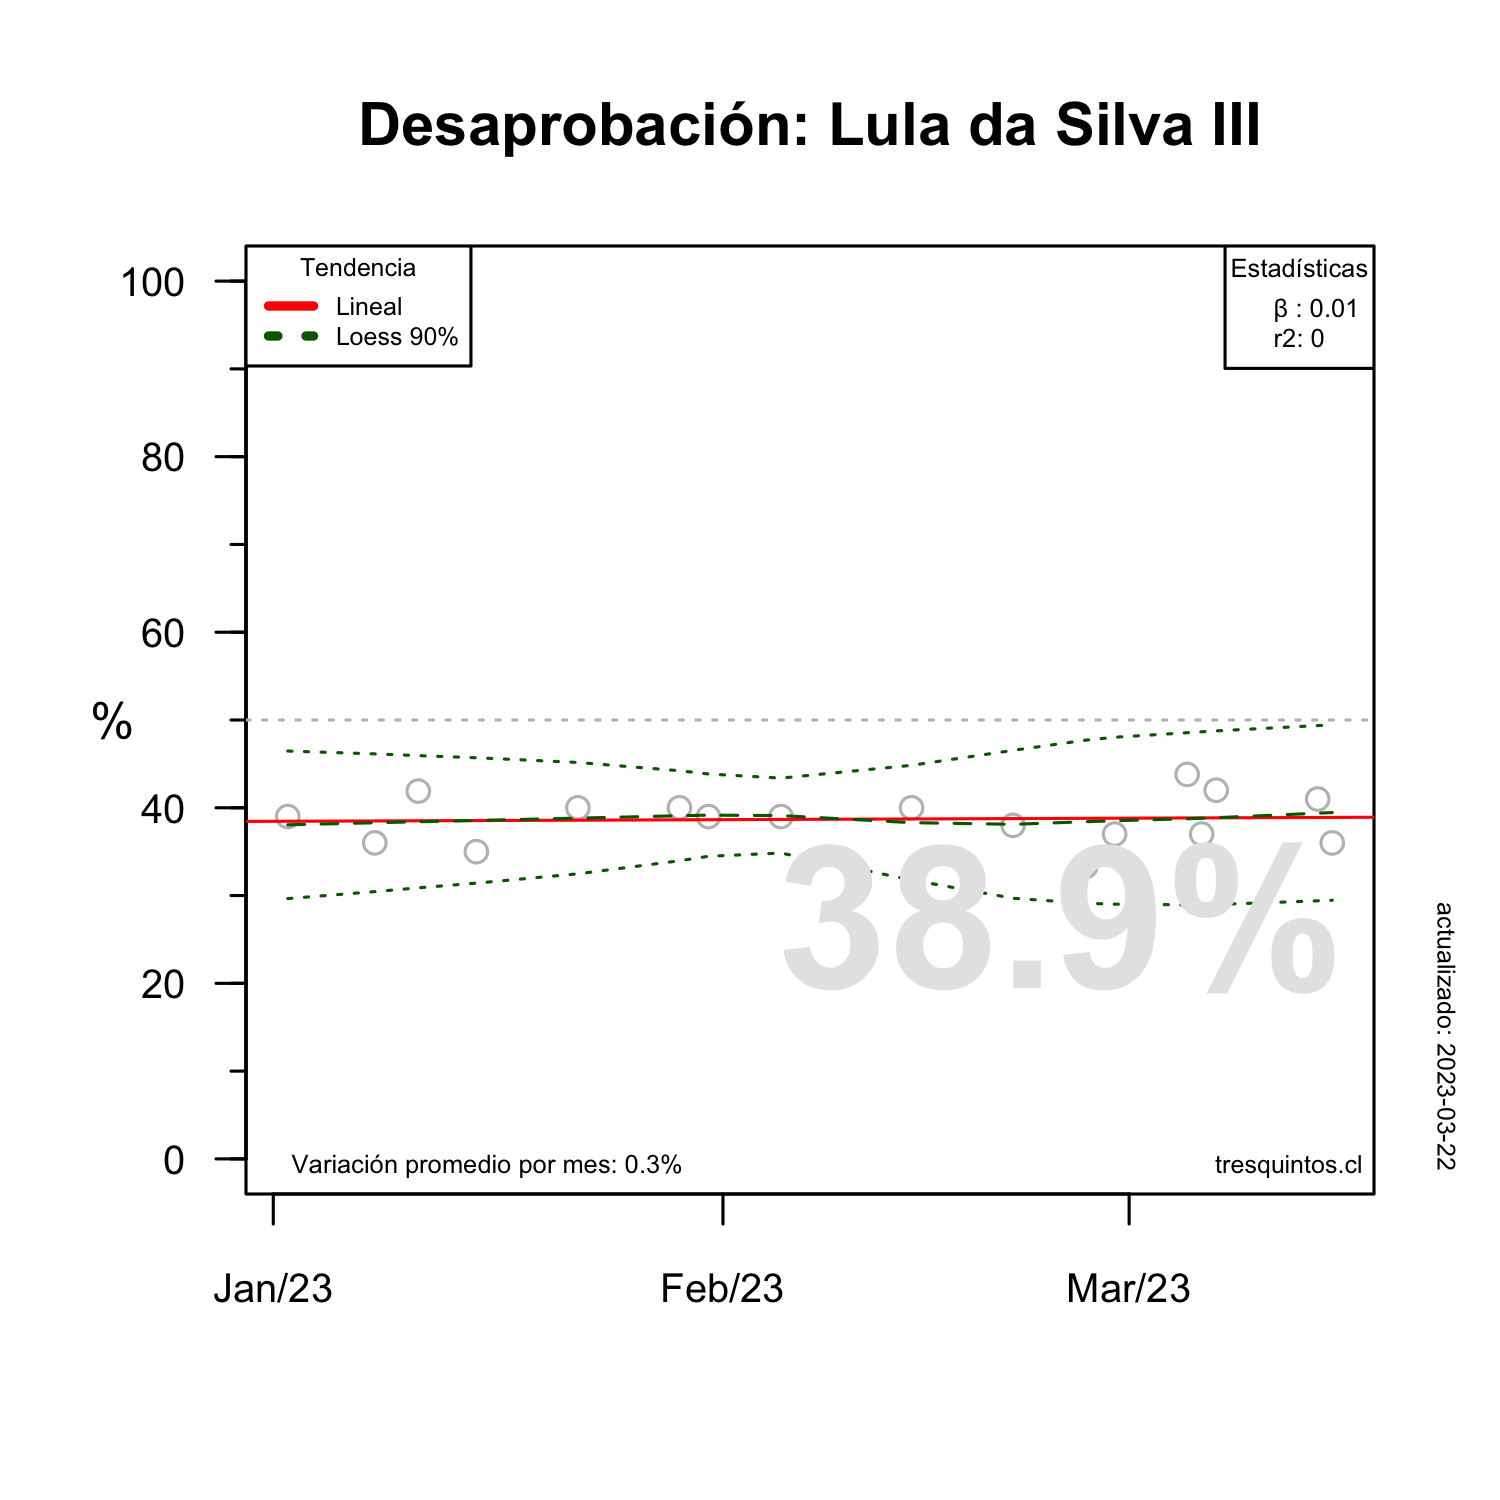 Desaprobación: Lula da Silva III
Tendencia
Lineal
Loess 90%
Estadísticas
β : 0.01
r2: 0
100
80
60
%
40
20
0
38.9%
Variación promedio por mes: 0.3%
tresquintos.cl
actualizado: 2023-03-22
Jan/23
Feb/23
Mar/23